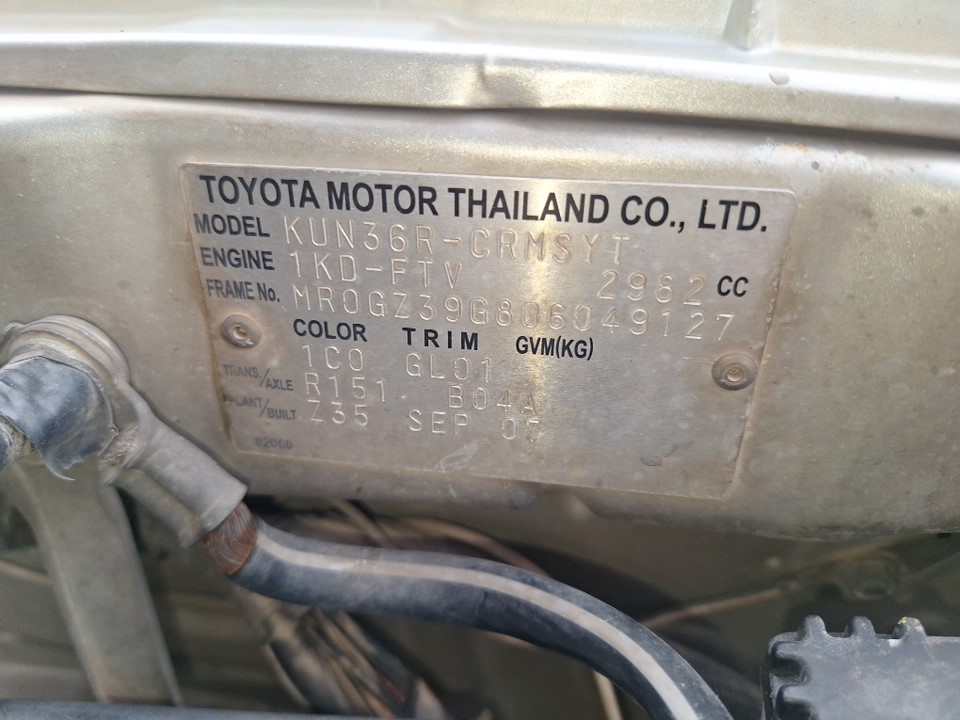 TOYOTA MOTOR THAILAND CO., LTD.
MODEL KUN36R-CRMSYT
ENGINE 1KD-FTV 2982 CC
FRAME No. MR0GZ39G806049127
COLOR TRIM GVM(KG)
1C0 GL01
TRANS./AXLE R151 B04A
PLANT/BUILT Z35 SEP
02060